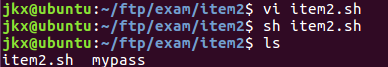 jkx@ubuntu:~/ftp/exam/item2$ vi item2.sh
jkx@ubuntu:~/ftp/exam/item2$ sh item2.sh
jkx@ubuntu:~/ftp/exam/item2$ ls
item2.sh  mypass